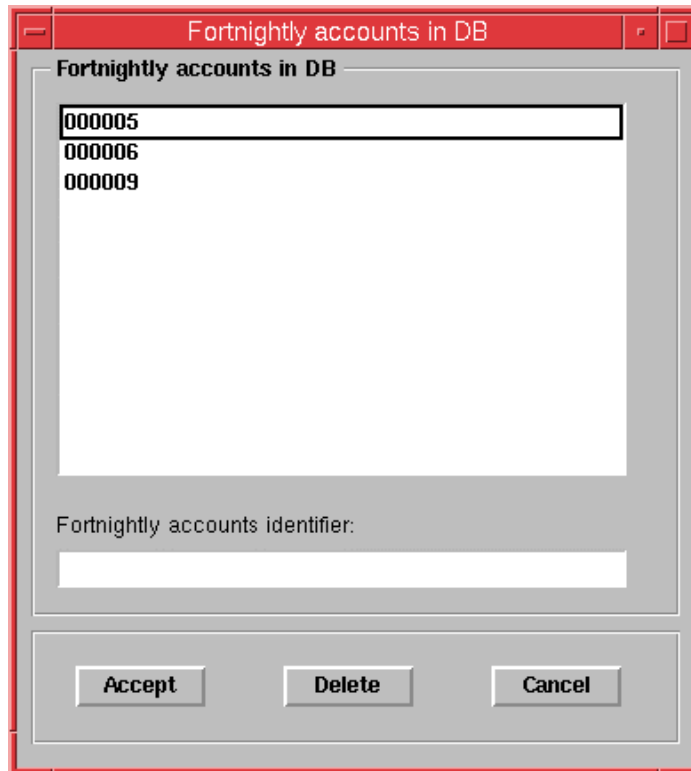 Fortnightly accounts in DB
Fortnightly accounts in DB
000005
000006
000009
Fortnightly accounts identifier:
Accept Delete Cancel